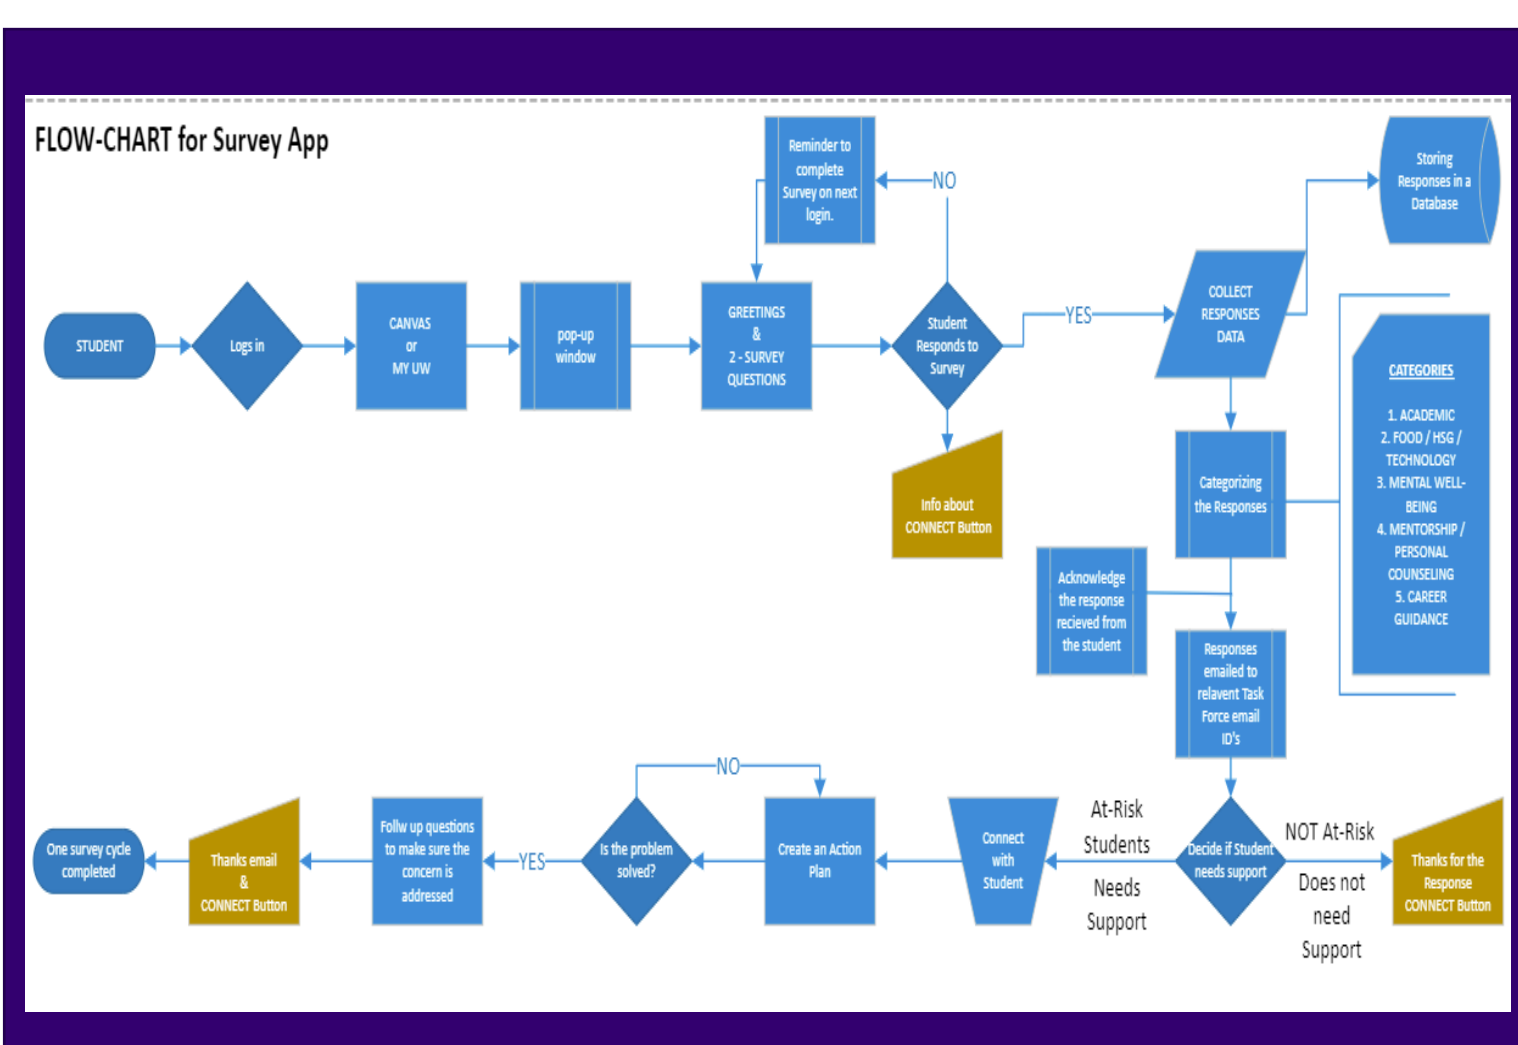 FLOW-CHART for Survey App
Reminder to
complete
Survey on next
login.
NO
Storing
Responses in a
Database
STUDENT
Logs in
CANVAS
or
MY UW
pop-up
window
GREETINGS
&
2 - SURVEY
QUESTIONS
Student
Responds to
Survey
YES
COLLECT
RESPONSES
DATA
Info about
CONNECT Button
Categorizing
the Responses
CATEGORIES
1. ACADEMIC
2. FOOD / HSG /
TECHNOLOGY
3. MENTAL WELL-
BEING
4. MENTORSHIP /
PERSONAL
COUNSELING
5. CAREER
GUIDANCE
Acknowledge
the response
recieved from
the student
Responses
emailed to
relavent Task
Force email
ID's
Decide if Student
needs support
NOT At-Risk
Does not
need
Support
Thanks for the
Response
CONNECT Button
At-Risk
Students
Needs
Support
Connect
with
Student
Create an Action
Plan
NO
Is the problem
solved?
YES
Follw up questions
to make sure the
concern is
addressed
Thanks email
&
CONNECT Button
One survey cycle
completed